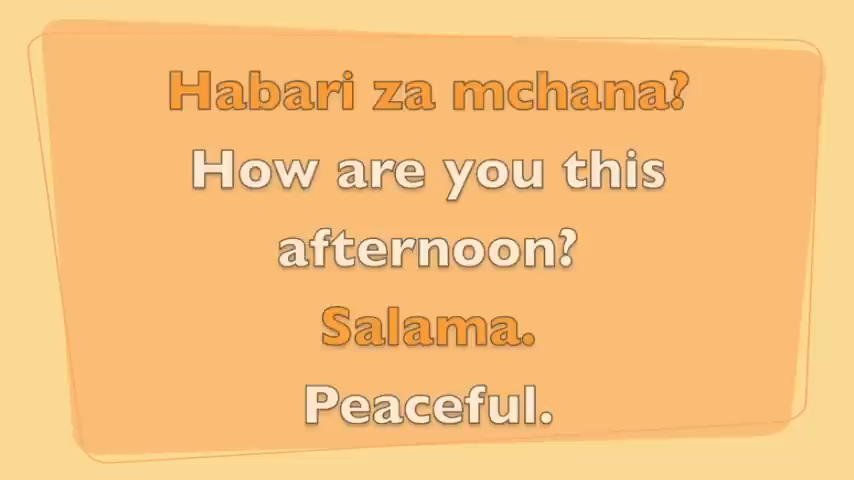 Habari za mchana?
How are you this
afternoon?
Salama.
Peaceful.